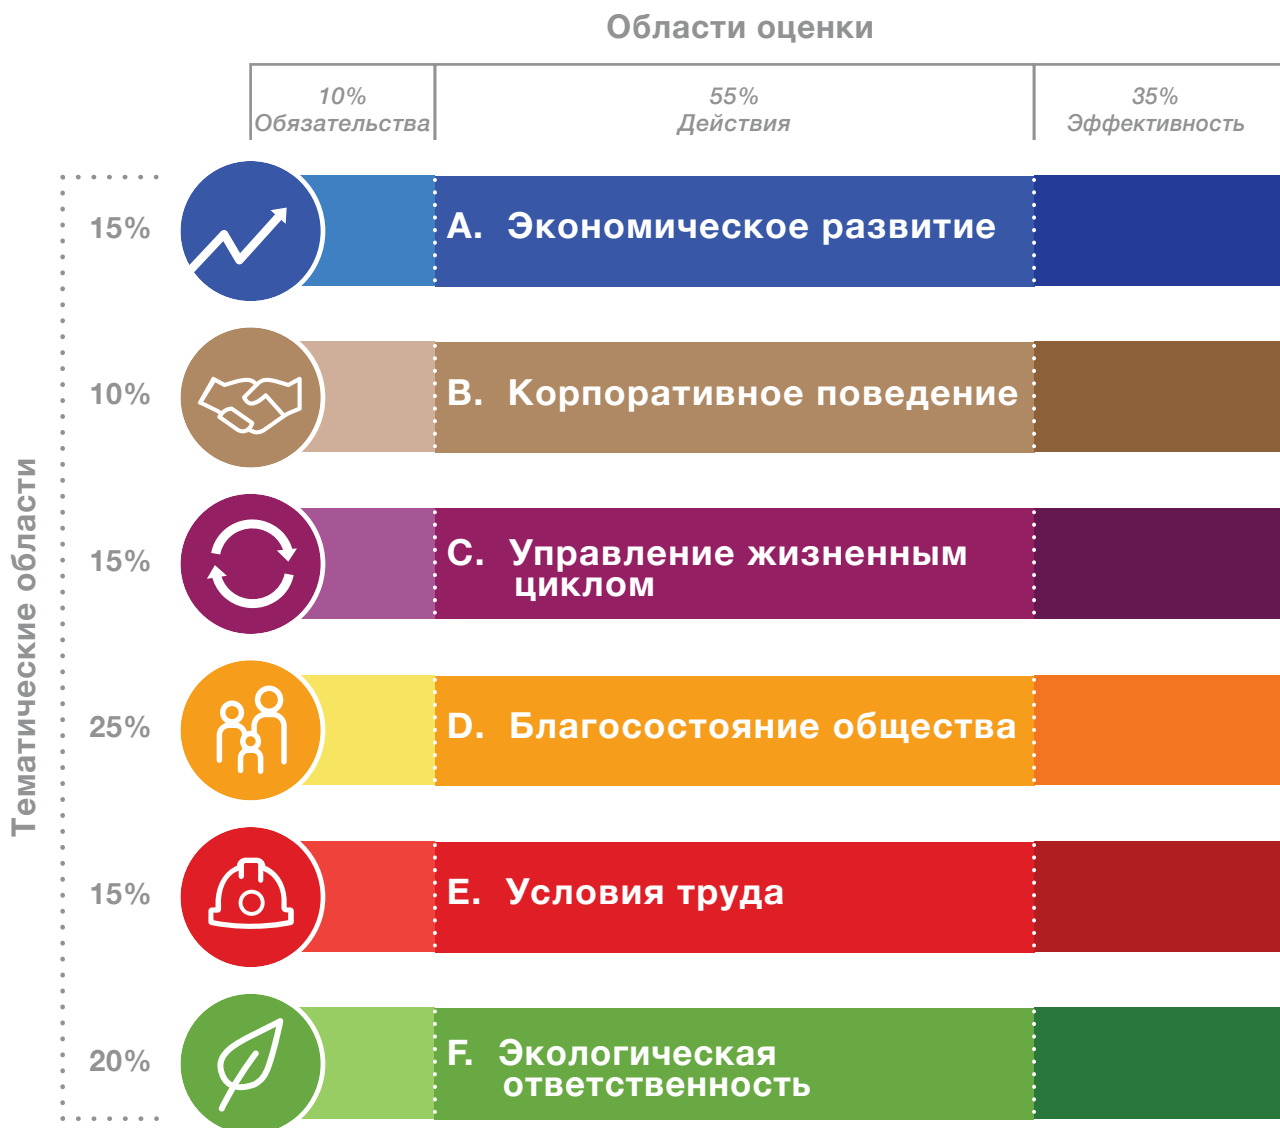 Области оценки
10%
Обязательства
55%
Действия
35%
Эффективность
Тематические области
15%
A. Экономическое развитие
10%
B. Корпоративное поведение
15%
C. Управление жизненным
циклом
25%
D. Благосостояние общества
15%
E. Условия труда
20%
F. Экологическая
ответственность